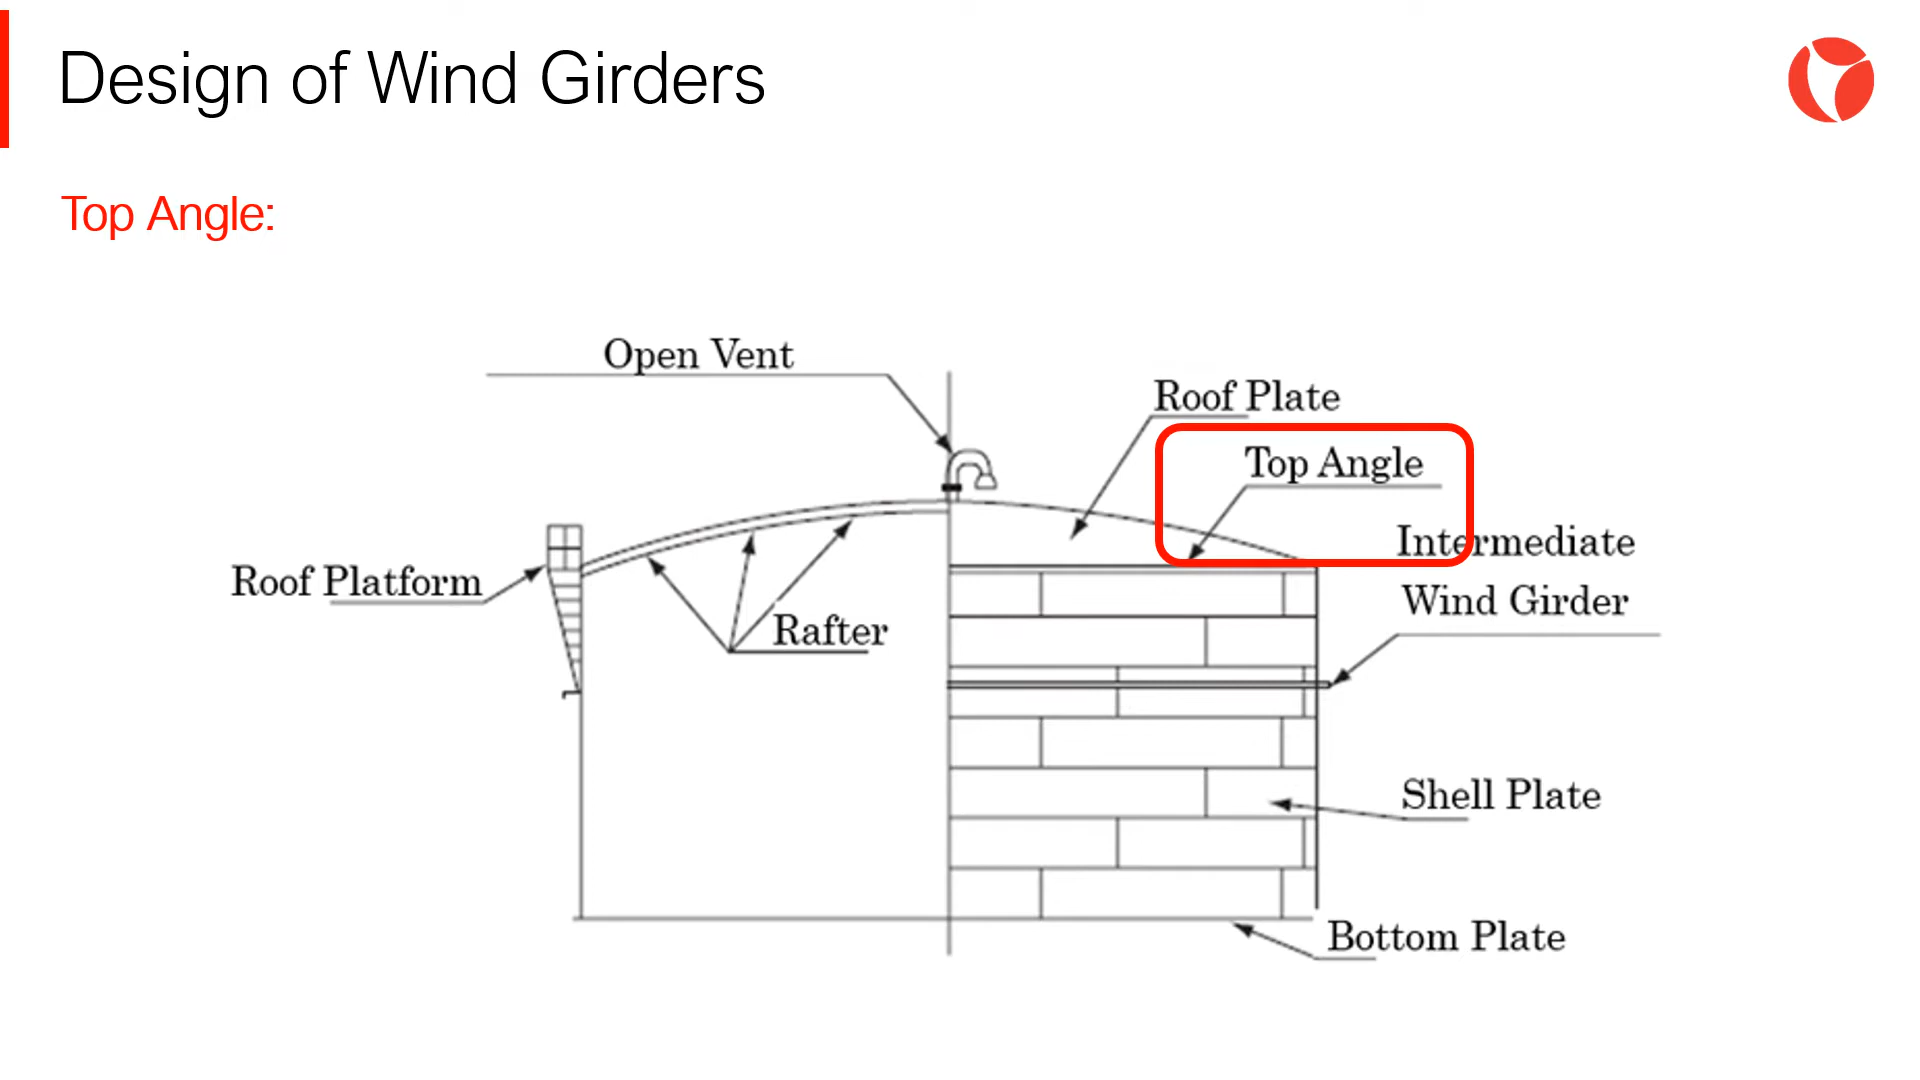 Design of Wind Girders
Top Angle:
Open Vent
Roof Plate
Top Angle
Intermediate
Wind Girder
Roof Platform
Rafter
Shell Plate
Bottom Plate